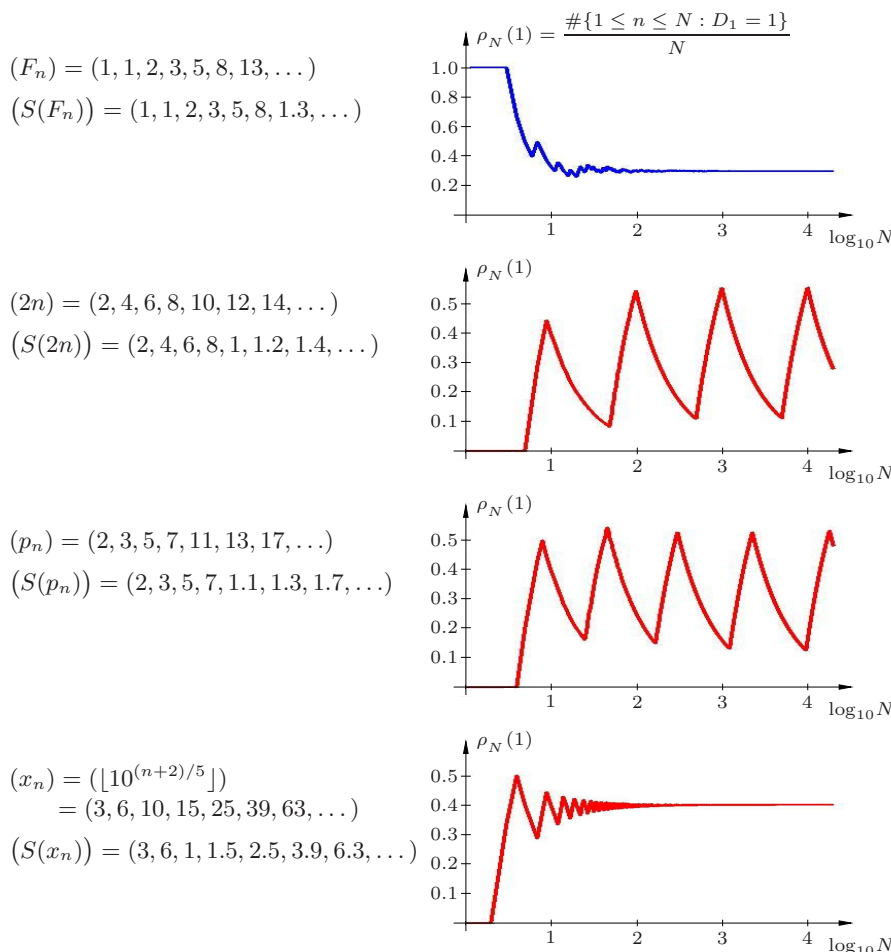 ρ_N(1) = #{1 ≤ n ≤ N : D_1 = 1} / N
(F_n) = (1, 1, 2, 3, 5, 8, 13, . . . )
(S(F_n)) = (1, 1, 2, 3, 5, 8, 1.3, . . . )
1.0
0.8
0.6
0.4
0.2
1 2 3 4
log_10 N
ρ_N(1)
(2n) = (2, 4, 6, 8, 10, 12, 14, . . . )
(S(2n)) = (2, 4, 6, 8, 1, 1.2, 1.4, . . . )
0.5
0.4
0.3
0.2
0.1
1 2 3 4
log_10 N
ρ_N(1)
(p_n) = (2, 3, 5, 7, 11, 13, 17, . . .)
(S(p_n)) = (2, 3, 5, 7, 1.1, 1.3, 1.7, . . .)
0.5
0.4
0.3
0.2
0.1
1 2 3 4
log_10 N
ρ_N(1)
(x_n) = (⌊10^{(n+2)/5}⌋)
= (3, 6, 10, 15, 25, 39, 63, . . . )
(S(x_n)) = (3, 6, 1, 1.5, 2.5, 3.9, 6.3, . . . )
0.5
0.4
0.3
0.2
0.1
1 2 3 4
log_10 N